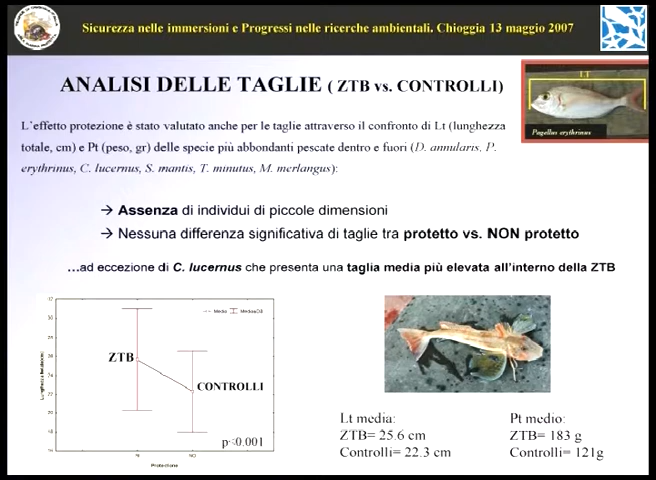 Sicurezza nelle immersioni e Progressi nelle ricerche ambientali. Chioggia 13 maggio 2007
ANALISI DELLE TAGLIE ( ZTB vs. CONTROLLI)
LT
Pagellus erythrinus
L'effetto protezione è stato valutato anche per le taglie attraverso il confronto di Lt (lunghezza
totale, cm) e Pt (peso, gr) delle specie più abbondanti pescate dentro e fuori (D. annularis, P.
erythrinus, C. lucernus, S. mantis, T. minutus, M. merlangus):
→ Assenza di individui di piccole dimensioni
→ Nessuna differenza significativa di taglie tra protetto vs. NON protetto
...ad eccezione di C. lucernus che presenta una taglia media più elevata all'interno della ZTB
ZTB
CONTROLLI
p<0.001
Protezione
Lt media:
ZTB= 25.6 cm
Controlli= 22.3 cm
Pt medio:
ZTB= 183 g
Controlli= 121g